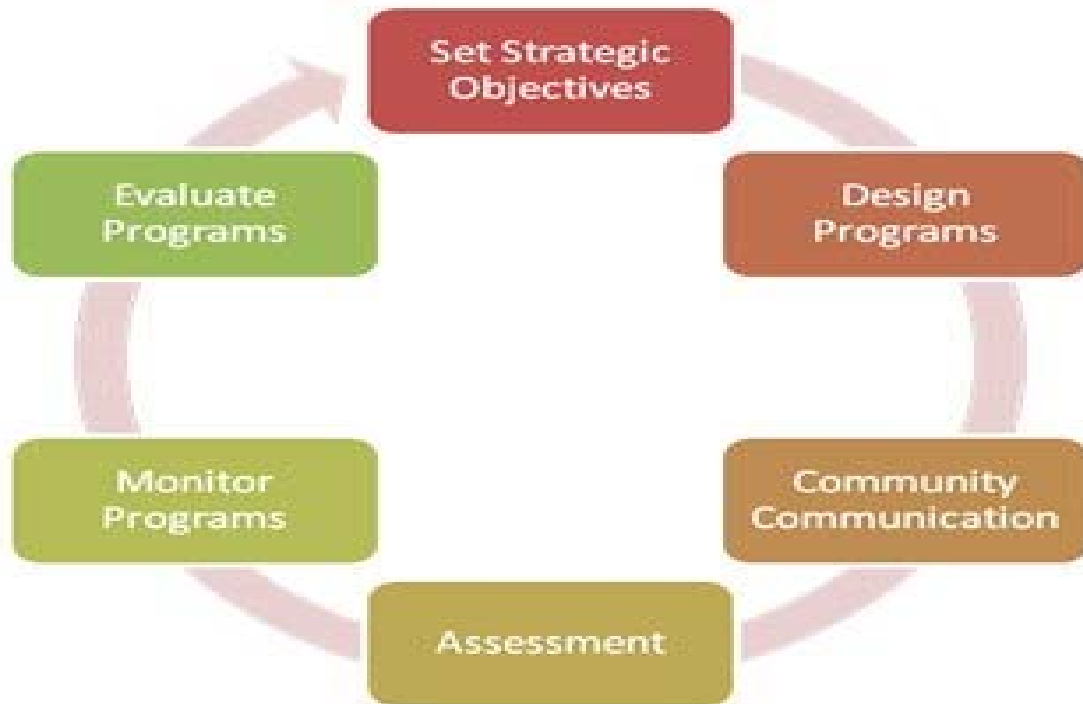 Set Strategic
Objectives
Design
Programs
Community
Communication
Assessment
Monitor
Programs
Evaluate
Programs